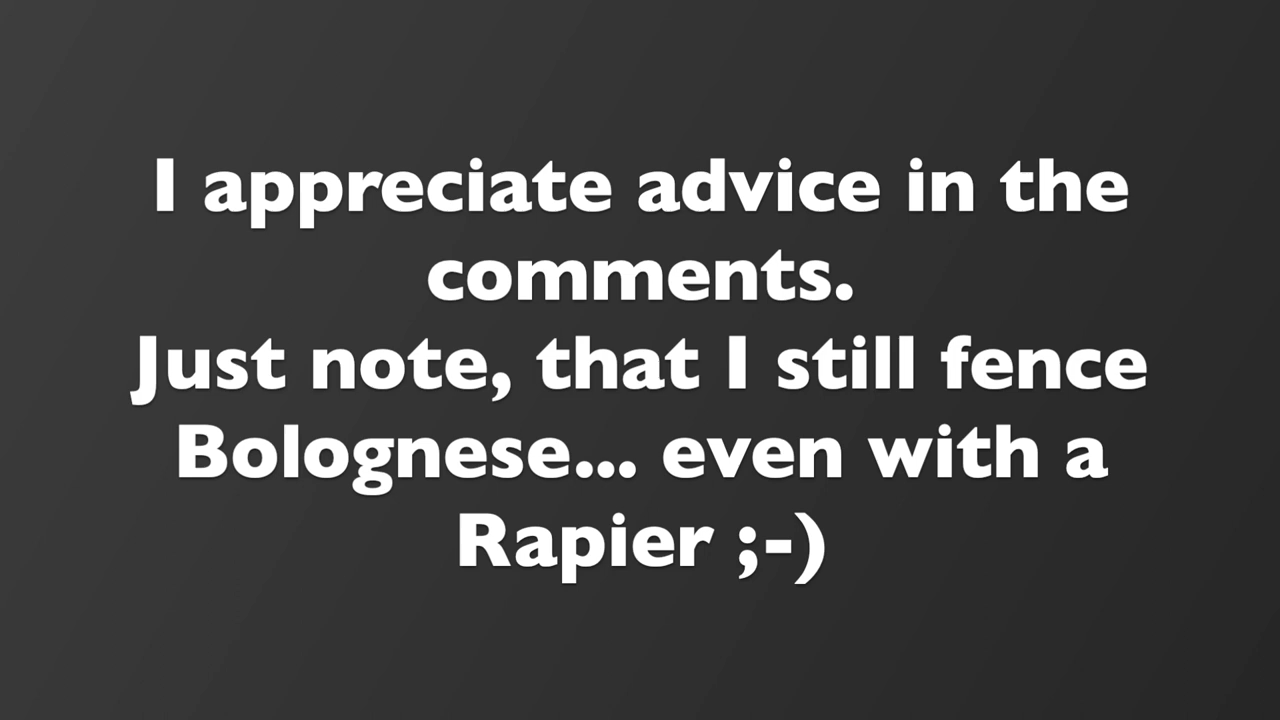 I appreciate advice in the
comments.
Just note, that I still fence
Bolognese... even with a
Rapier ;-)